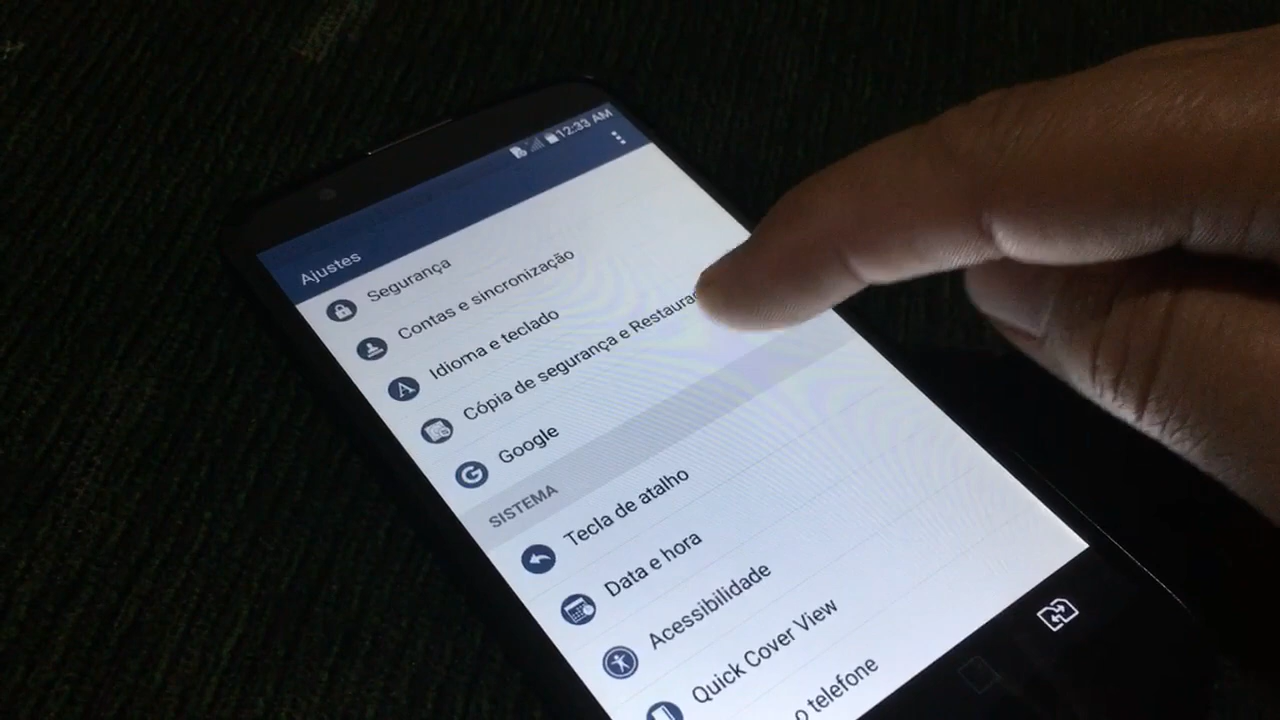 12:33 AM
Ajustes
Segurança
Contas e sincronização
Idioma e teclado
Cópia de segurança e Restaura
Google
SISTEMA
Tecla de atalho
Data e hora
Acessibilidade
Quick Cover View
o telefone